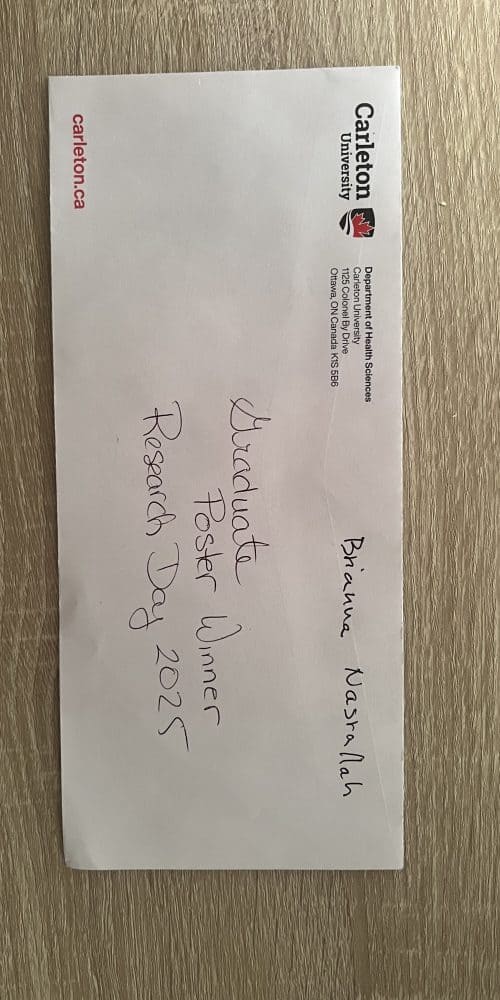 Carleton
University
Department of Health Sciences
Carleton University
1125 Colonel By Drive
Ottawa, ON Canada K1S 5B6
Brianna Nasrallah
Graduate
Poster Winner
Research Day 2025
carleton.ca